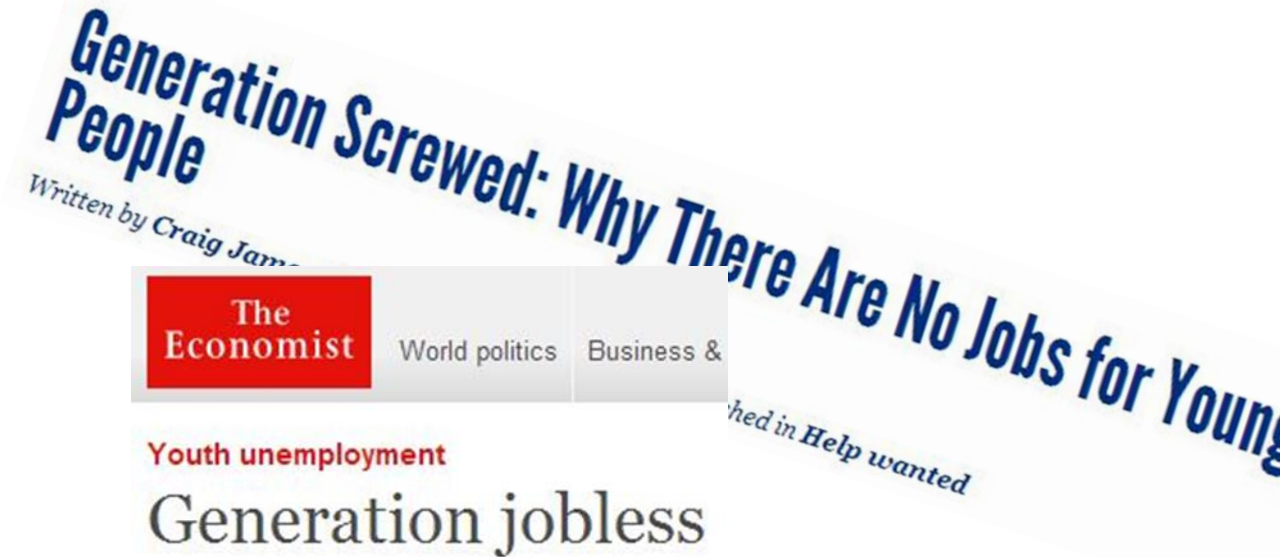 Generation Screwed: Why There Are No Jobs for Young
People
Written by Craig
The
Economist
World politics
Business &
in Help wanted
Youth unemployment
Generation jobless